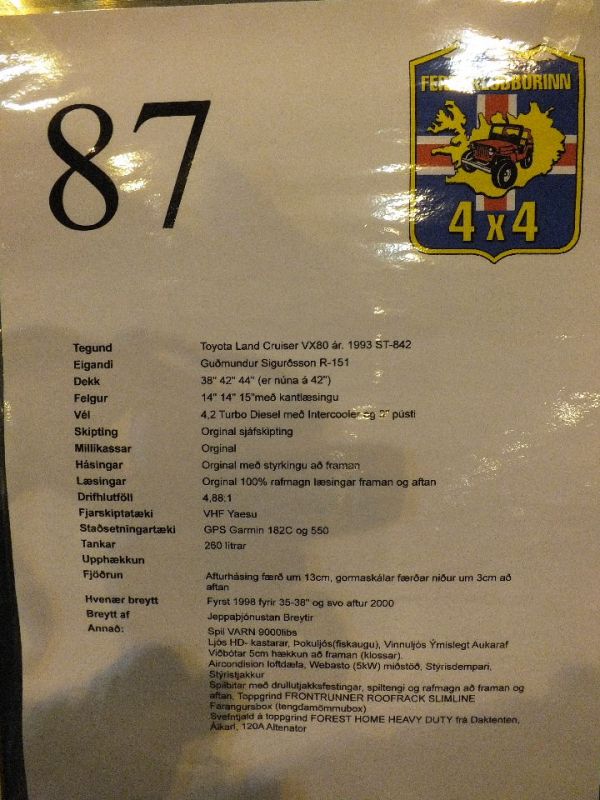 87
FERÐAKLÚBBURINN
4 x 4
Tegund Toyota Land Cruiser VX80 ár. 1993 ST-842
Eigandi Guðmundur Sigurðsson R-151
Dekk 38" 42" 44" (er núna á 42")
Felgur 14" 14" 15"með kantlæsingu
Vél 4,2 Turbo Diesel með Intercooler og 3" pústi
Skipting Orginal sjáfskipting
Millikassar Orginal
Hásingar Orginal með styrkingu að framan
Læsingar Orginal 100% rafmagn læsingar framan og aftan
Drifhlutföll 4,88:1
Fjarskiptatæki VHF Yaesu
Staðsetningartæki GPS Garmin 182C og 550
Tankar 260 lítrar
Upphækkun
Fjöðrun Afturhásing færð um 13cm, gormaskálar færðar niður um 3cm að
aftan
Hvenær breytt Fyrst 1998 fyrir 35-38" og svo aftur 2000
Breytt af Jeppaþjónustan Breytir
Annað: Spil VARN 9000libs
Ljós HD- kastarar, Þokuljós(fiskaugu), Vinnuljós Ýmislegt Aukaraf
Viðbótar 5cm hækkun að framan (klossar).
Aircondision loftdæla, Webasto (5kW) miðstöð, Stýrisdempari,
Stýristjakkur
Spilbitar með drullutjakksfestingar, spiltengi og rafmagn að framan og
aftan. Toppgrind FRONTRUNNER ROOFRACK SLIMLINE
Farangursbox (tengdamömmubox)
Svefntjald á toppgrind FOREST HOME HEAVY DUTY frá Daktenten,
120A Altenator